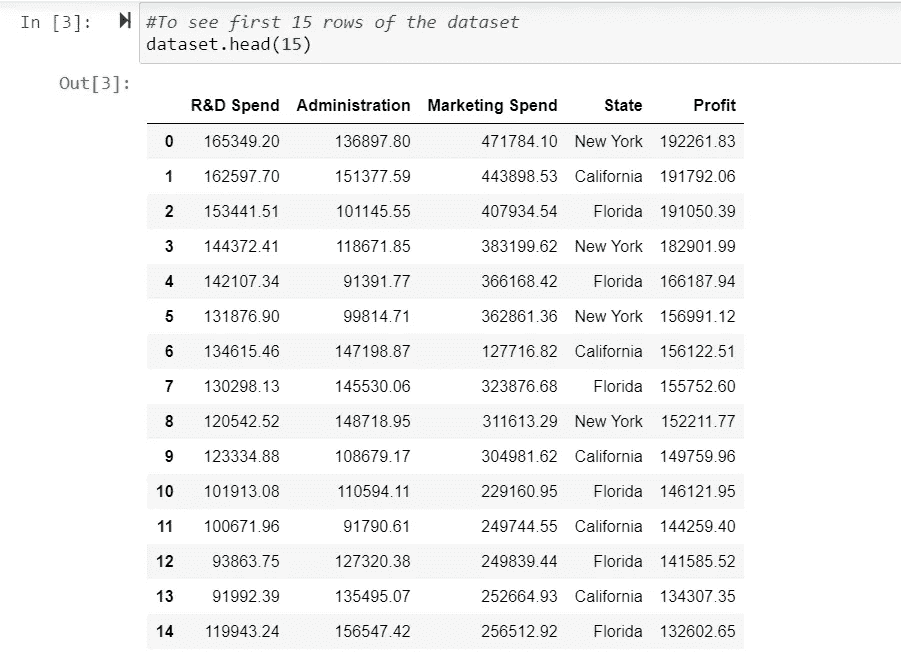 In [3]: #To see first 15 rows of the dataset
dataset.head(15)
Out[3]:
R&D Spend Administration Marketing Spend State Profit
0 165349.20 136897.80 471784.10 New York 192261.83
1 162597.70 151377.59 443898.53 California 191792.06
2 153441.51 101145.55 407934.54 Florida 191050.39
3 144372.41 118671.85 383199.62 New York 182901.99
4 142107.34 91391.77 366168.42 Florida 166187.94
5 131876.90 99814.71 362861.36 New York 156991.12
6 134615.46 147198.87 127716.82 California 156122.51
7 130298.13 145530.06 323876.68 Florida 155752.60
8 120542.52 148718.95 311613.29 New York 152211.77
9 123334.88 108679.17 304981.62 California 149759.96
10 101913.08 110594.11 229160.95 Florida 146121.95
11 100671.96 91790.61 249744.55 California 144259.40
12 93863.75 127320.38 249839.44 Florida 141585.52
13 91992.39 135495.07 252664.93 California 134307.35
14 119943.24 156547.42 256512.92 Florida 132602.65